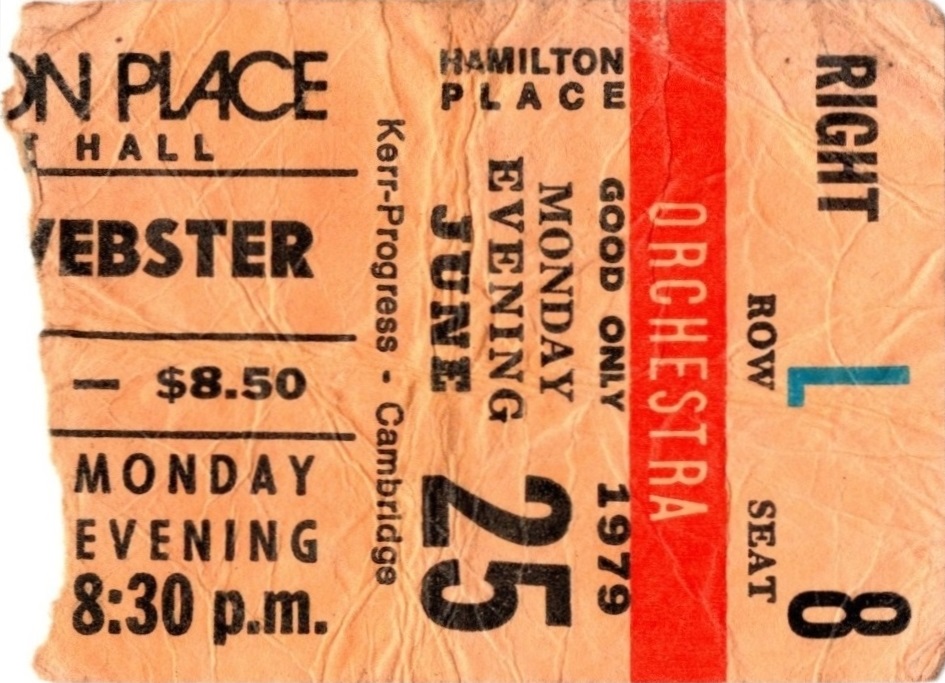 ON PLACE
E HALL
WEBSTER
— $8.50
MONDAY
EVENING
8:30 p.m.
Kerr-Progress - Cambridge
HAMILTON
PLACE
GOOD ONLY 1979
MONDAY
EVENING
JUNE 25
ORCHESTRA
RIGHT
ROW L
SEAT 8